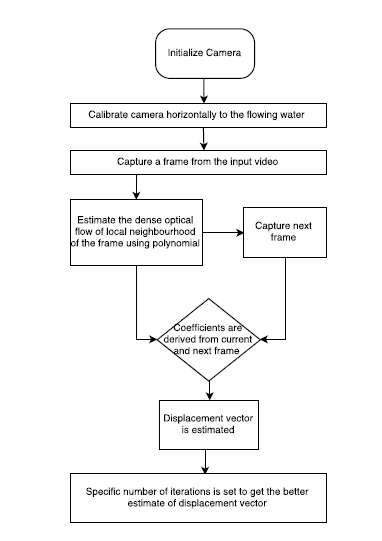 Initialize Camera
Calibrate camera horizontally to the flowing water
Capture a frame from the input video
Estimate the dense optical
flow of local neighbourhood
of the frame using polynomial
Capture next
frame
Coefficients are
derived from current
and next frame
Displacement vector
is estimated
Specific number of iterations is set to get the better
estimate of displacement vector